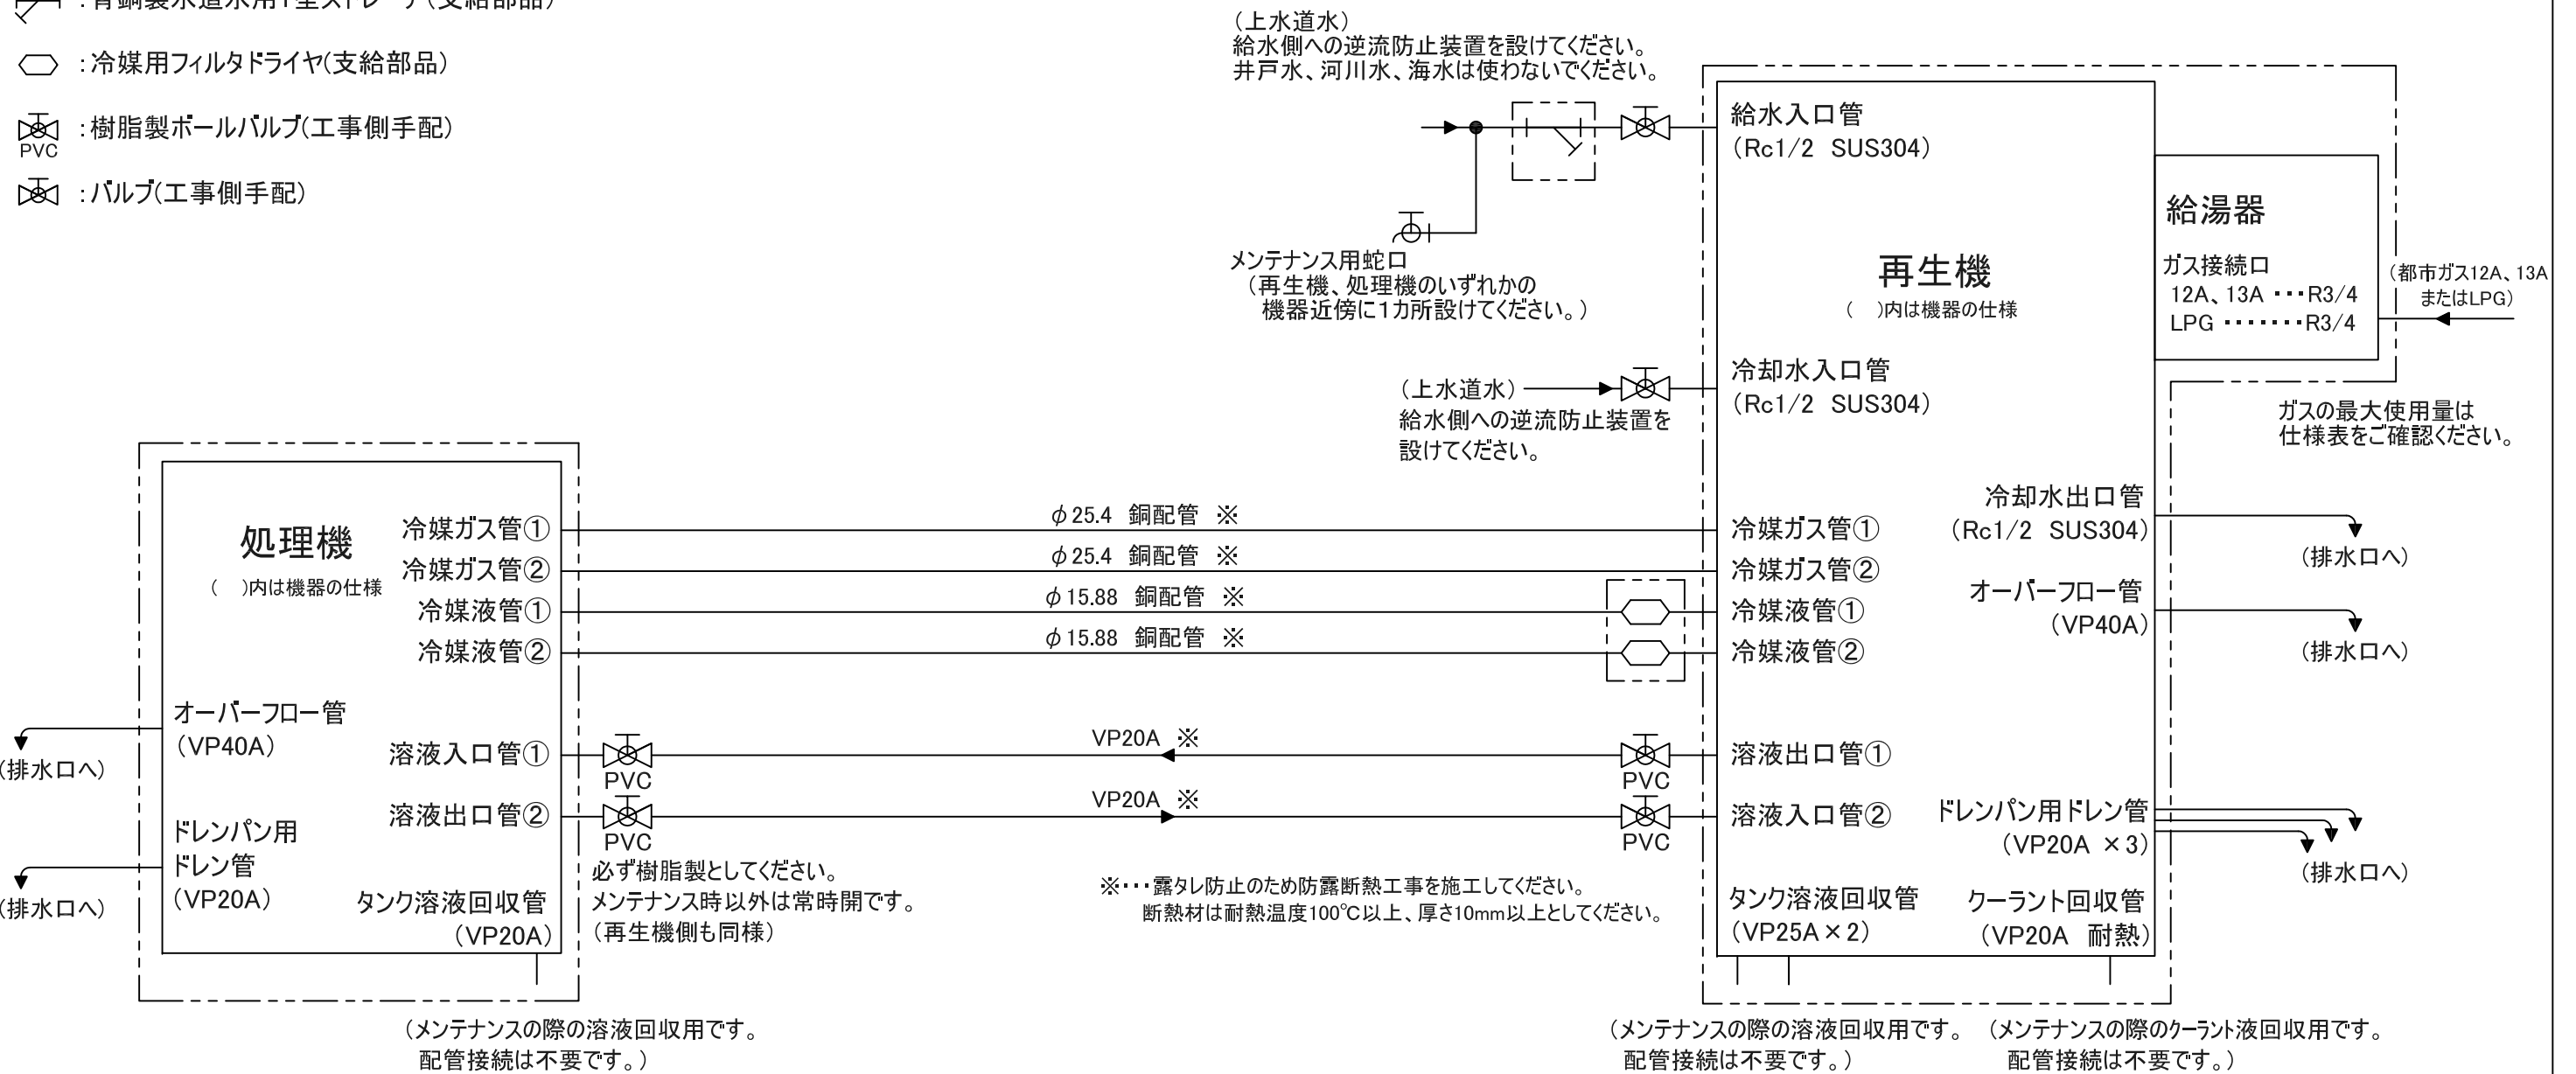 :青銅製水道水用Y型ストレーナ(支給部品)
:冷媒用フィルタドライヤ(支給部品)
PVC
:樹脂製ボールバルブ(工事側手配)
:バルブ(工事側手配)
(上水道水)
給水側への逆流防止装置を設けてください。
井戸水、河川水、海水は使わないでください。
メンテナンス用蛇口
(再生機、処理機のいずれかの
機器近傍に1カ所設けてください。)
(上水道水)
給水側への逆流防止装置を
設けてください。
給水入口管
(Rc1/2 SUS304)
再生機
( )内は機器の仕様
冷却水入口管
(Rc1/2 SUS304)
給湯器
ガス接続口
12A、13A ・・・R3/4
LPG ・・・・・・・R3/4
(都市ガス12A、13A
またはLPG)
ガスの最大使用量は
仕様表をご確認ください。
冷却水出口管
(Rc1/2 SUS304)
(排水口へ)
オーバーフロー管
(VP40A)
(排水口へ)
処理機
( )内は機器の仕様
冷媒ガス管①
φ25.4 銅配管 ※
冷媒ガス管①
冷媒ガス管②
φ25.4 銅配管 ※
冷媒ガス管②
冷媒液管①
φ15.88 銅配管 ※
冷媒液管①
冷媒液管②
φ15.88 銅配管 ※
冷媒液管②
オーバーフロー管
(VP40A)
(排水口へ)
溶液入口管①
PVC
VP20A ※
PVC
溶液出口管①
溶液出口管②
PVC
VP20A ※
PVC
溶液入口管②
ドレンパン用
ドレン管
(VP20A)
(排水口へ)
タンク溶液回収管
(VP20A)
必ず樹脂製としてください。
メンテナンス時以外は常時開です。
(再生機側も同様)
※・・・露タレ防止のため防露断熱工事を施工してください。
断熱材は耐熱温度100℃以上、厚さ10mm以上としてください。
ドレンパン用ドレン管
(VP20A ×3)
(排水口へ)
タンク溶液回収管
(VP25A×2)
クーラント回収管
(VP20A 耐熱)
(メンテナンスの際の溶液回収用です。
配管接続は不要です。)
(メンテナンスの際の溶液回収用です。
配管接続は不要です。)
(メンテナンスの際のクーラント液回収用です。
配管接続は不要です。)